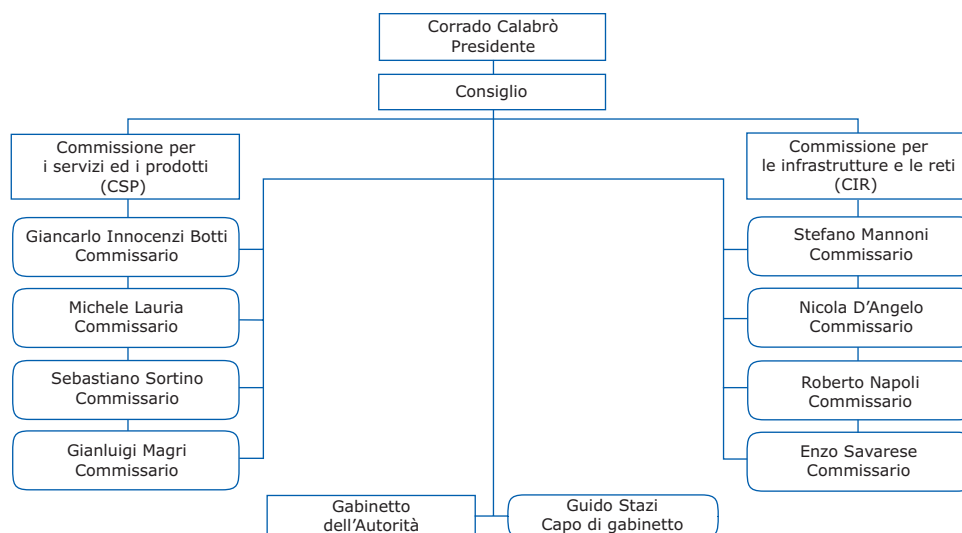 Corrado Calabrò
Presidente
Consiglio
Commissione per
i servizi ed i prodotti
(CSP)
Giancarlo Innocenzi Botti
Commissario
Michele Lauria
Commissario
Sebastiano Sortino
Commissario
Gianluigi Magri
Commissario
Commissione per
le infrastrutture e le reti
(CIR)
Stefano Mannoni
Commissario
Nicola D'Angelo
Commissario
Roberto Napoli
Commissario
Enzo Savarese
Commissario
Gabinetto
dell'Autorità
Guido Stazi
Capo di gabinetto